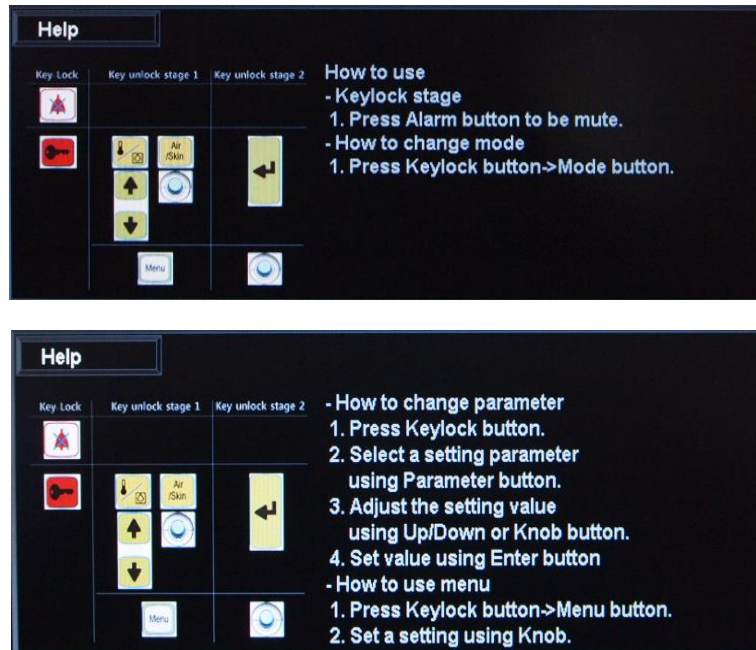 Help
Key Lock Key unlock stage 1 Key unlock stage 2
Air
/Skin
Menu
How to use
- Keylock stage
1. Press Alarm button to be mute.
- How to change mode
1. Press Keylock button->Mode button.
Help
Key Lock Key unlock stage 1 Key unlock stage 2
Air
/Skin
Menu
- How to change parameter
1. Press Keylock button.
2. Select a setting parameter
using Parameter button.
3. Adjust the setting value
using Up/Down or Knob button.
4. Set value using Enter button
- How to use menu
1. Press Keylock button->Menu button.
2. Set a setting using Knob.